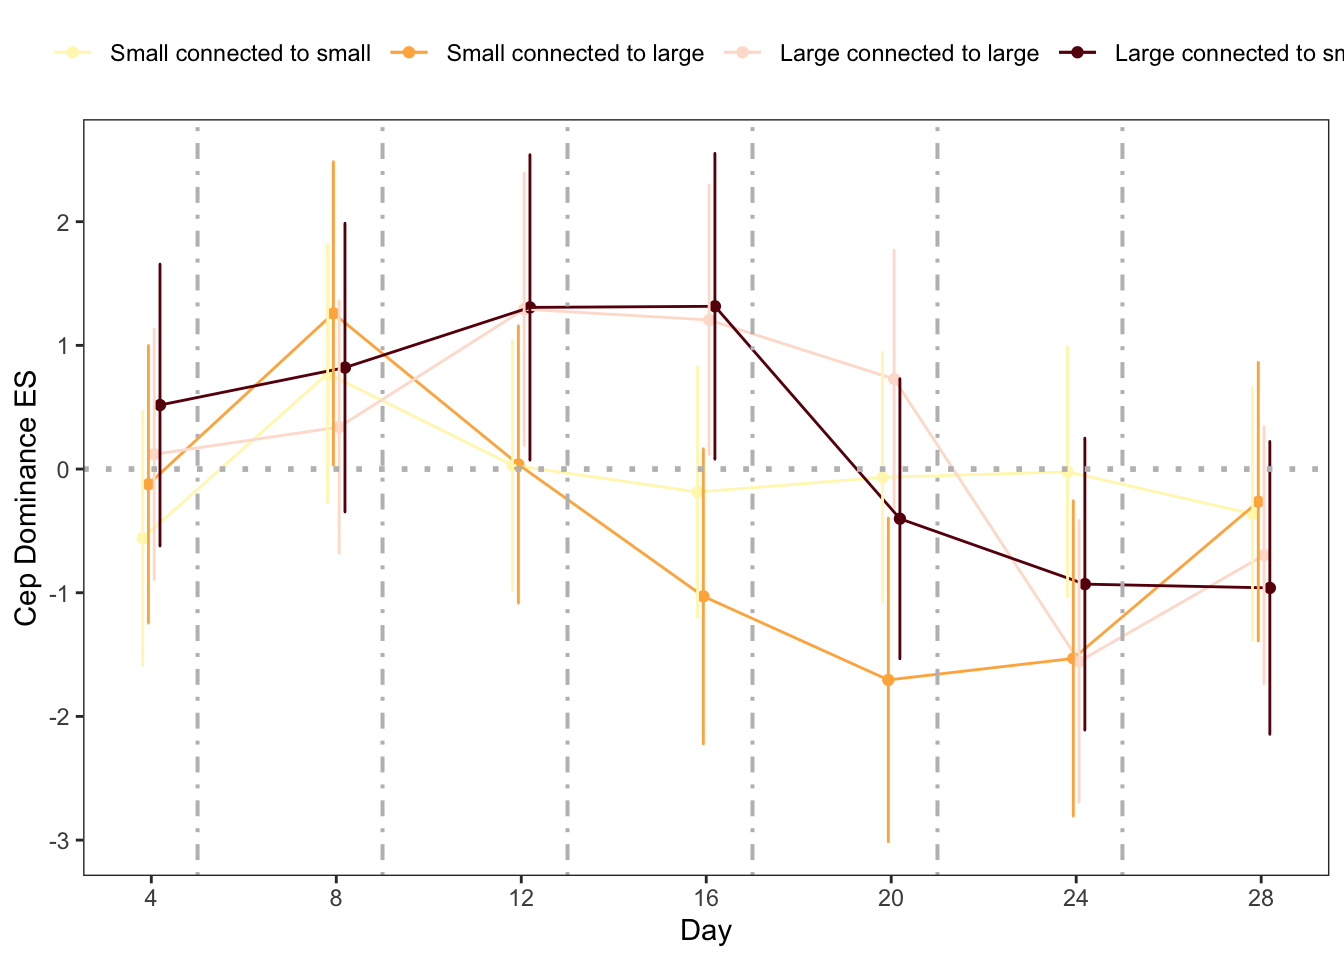 Small connected to small Small connected to large Large connected to large Large connected to sm
2
1
0
-1
-2
-3
Cep Dominance ES
4 8 12 16 20 24 28
Day